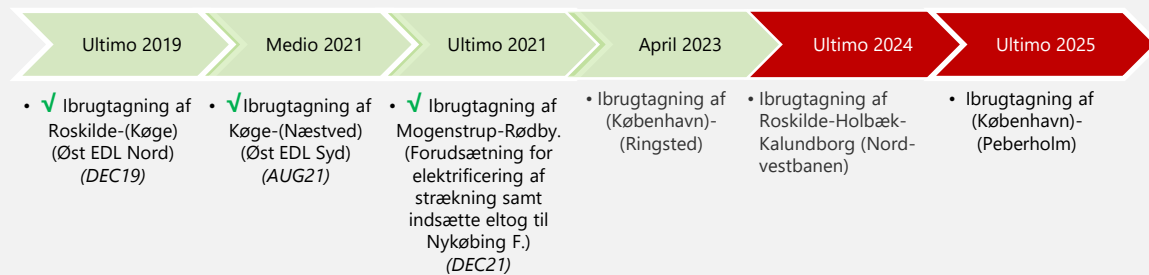 Ultimo 2019
Medio 2021
Ultimo 2021
April 2023
Ultimo 2024
Ultimo 2025
• √ Ibrugtagning af
Roskilde-(Køge)
(Øst EDL Nord)
(DEC19)
• √Ibrugtagning af
Køge-(Næstved)
(Øst EDL Syd)
(AUG21)
• √ Ibrugtagning af
Mogenstrup-Rødby.
(Forudsætning for
elektrificering af
strækning samt
indsætte eltog til
Nykøbing F.)
(DEC21)
• Ibrugtagning af
(København)-
(Ringsted)
• Ibrugtagning af
Roskilde-Holbæk-
Kalundborg (Nord-
vestbanen)
• Ibrugtagning af
(København)-
(Peberholm)